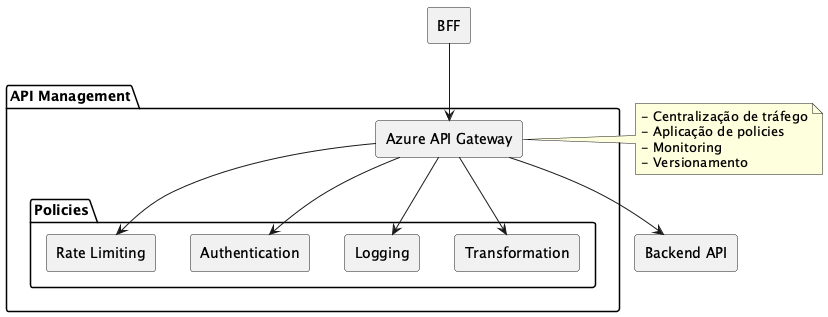 BFF
API Management
Azure API Gateway
- Centralização de tráfego
- Aplicação de policies
- Monitoring
- Versionamento
Policies
Rate Limiting
Authentication
Logging
Transformation
Backend API